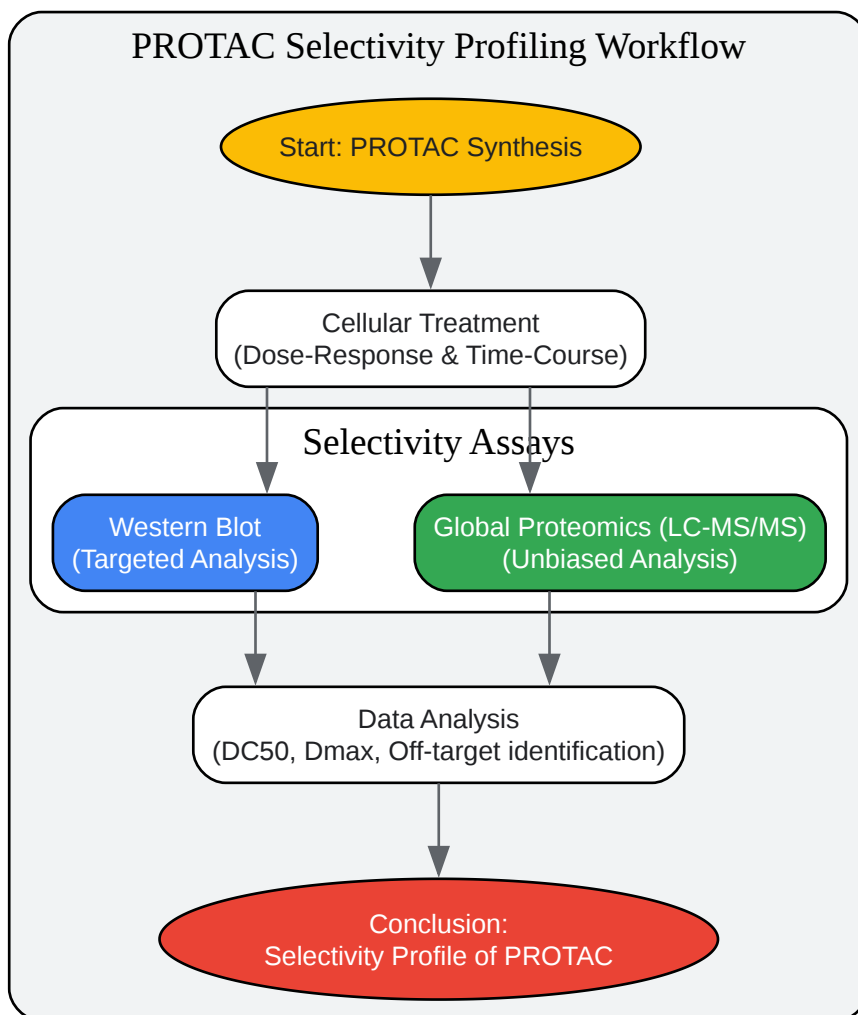 PROTAC Selectivity Profiling Workflow
Start: PROTAC Synthesis
Cellular Treatment
(Dose-Response & Time-Course)
Selectivity Assays
Western Blot
(Targeted Analysis)
Global Proteomics (LC-MS/MS)
(Unbiased Analysis)
Data Analysis
(DC50, Dmax, Off-target identification)
Conclusion:
Selectivity Profile of PROTAC